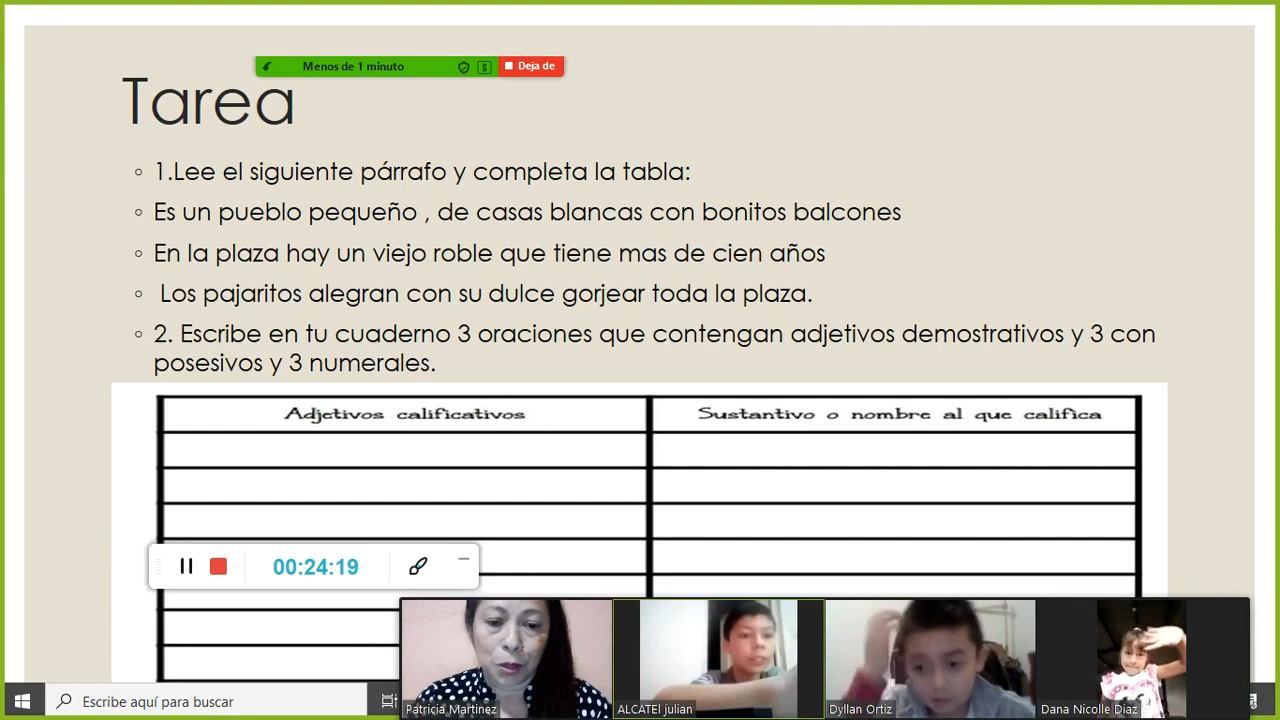 Menos de 1 minuto
$
Deja de
Tarea
1.Lee el siguiente párrafo y completa la tabla:
Es un pueblo pequeño , de casas blancas con bonitos balcones
En la plaza hay un viejo roble que tiene mas de cien años
Los pajaritos alegran con su dulce gorjear toda la plaza.
2. Escribe en tu cuaderno 3 oraciones que contengan adjetivos demostrativos y 3 con
posesivos y 3 numerales.
Adjetivos calificativos
Sustantivo o nombre al que califica
00:24:19
Patricia Martinez
ALCATEl julian
Dyllan Ortiz
Dana Nicolle Diaz
Escribe aquí para buscar